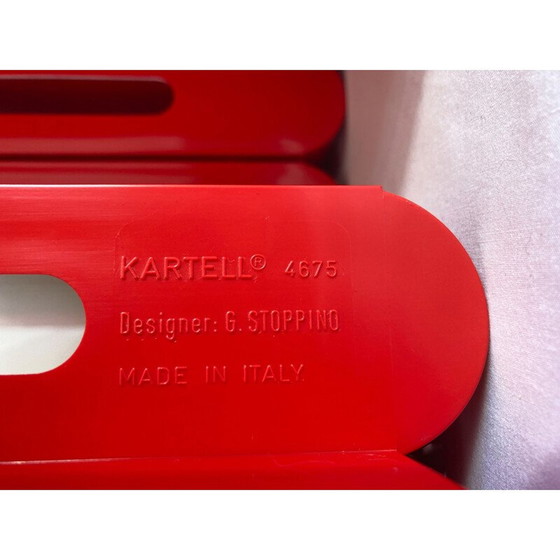 KARTELL® 4675
Designer: G. STOPPINO
MADE IN ITALY